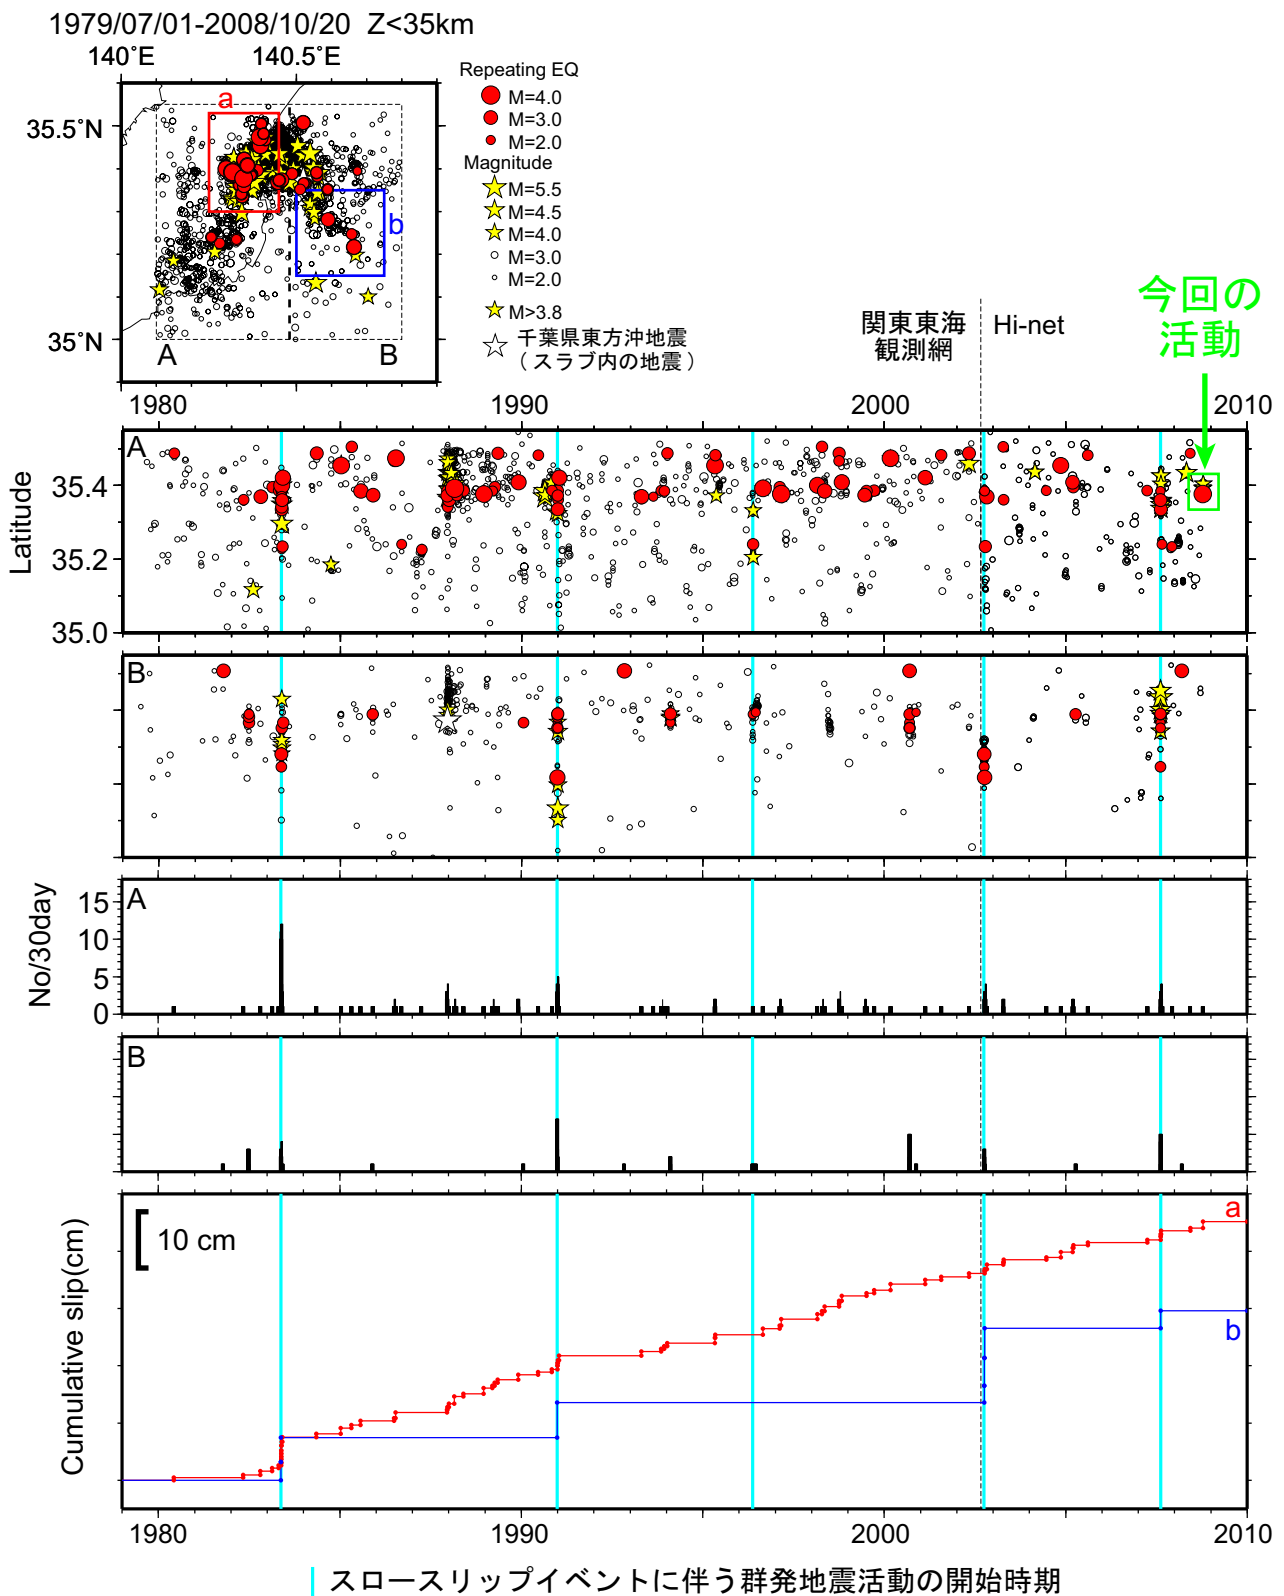 1979/07/01-2008/10/20 Z<35km
140°E 140.5°E
35.5°N
35°N
a
b
A B
Repeating EQ
M=4.0
M=3.0
M=2.0
Magnitude
M=5.5
M=4.5
M=4.0
M=3.0
M=2.0
M>3.8
千葉県東方沖地震
(スラブ内の地震)
関東東海
観測網
Hi-net
今回の
活動
1980 1990 2000 2010
A
Latitude
35.4
35.2
35.0
B
A
No/30day
15
10
5
0
B
Cumulative slip(cm)
10 cm
a
b
1980 1990 2000 2010
スロースリップイベントに伴う群発地震活動の開始時期